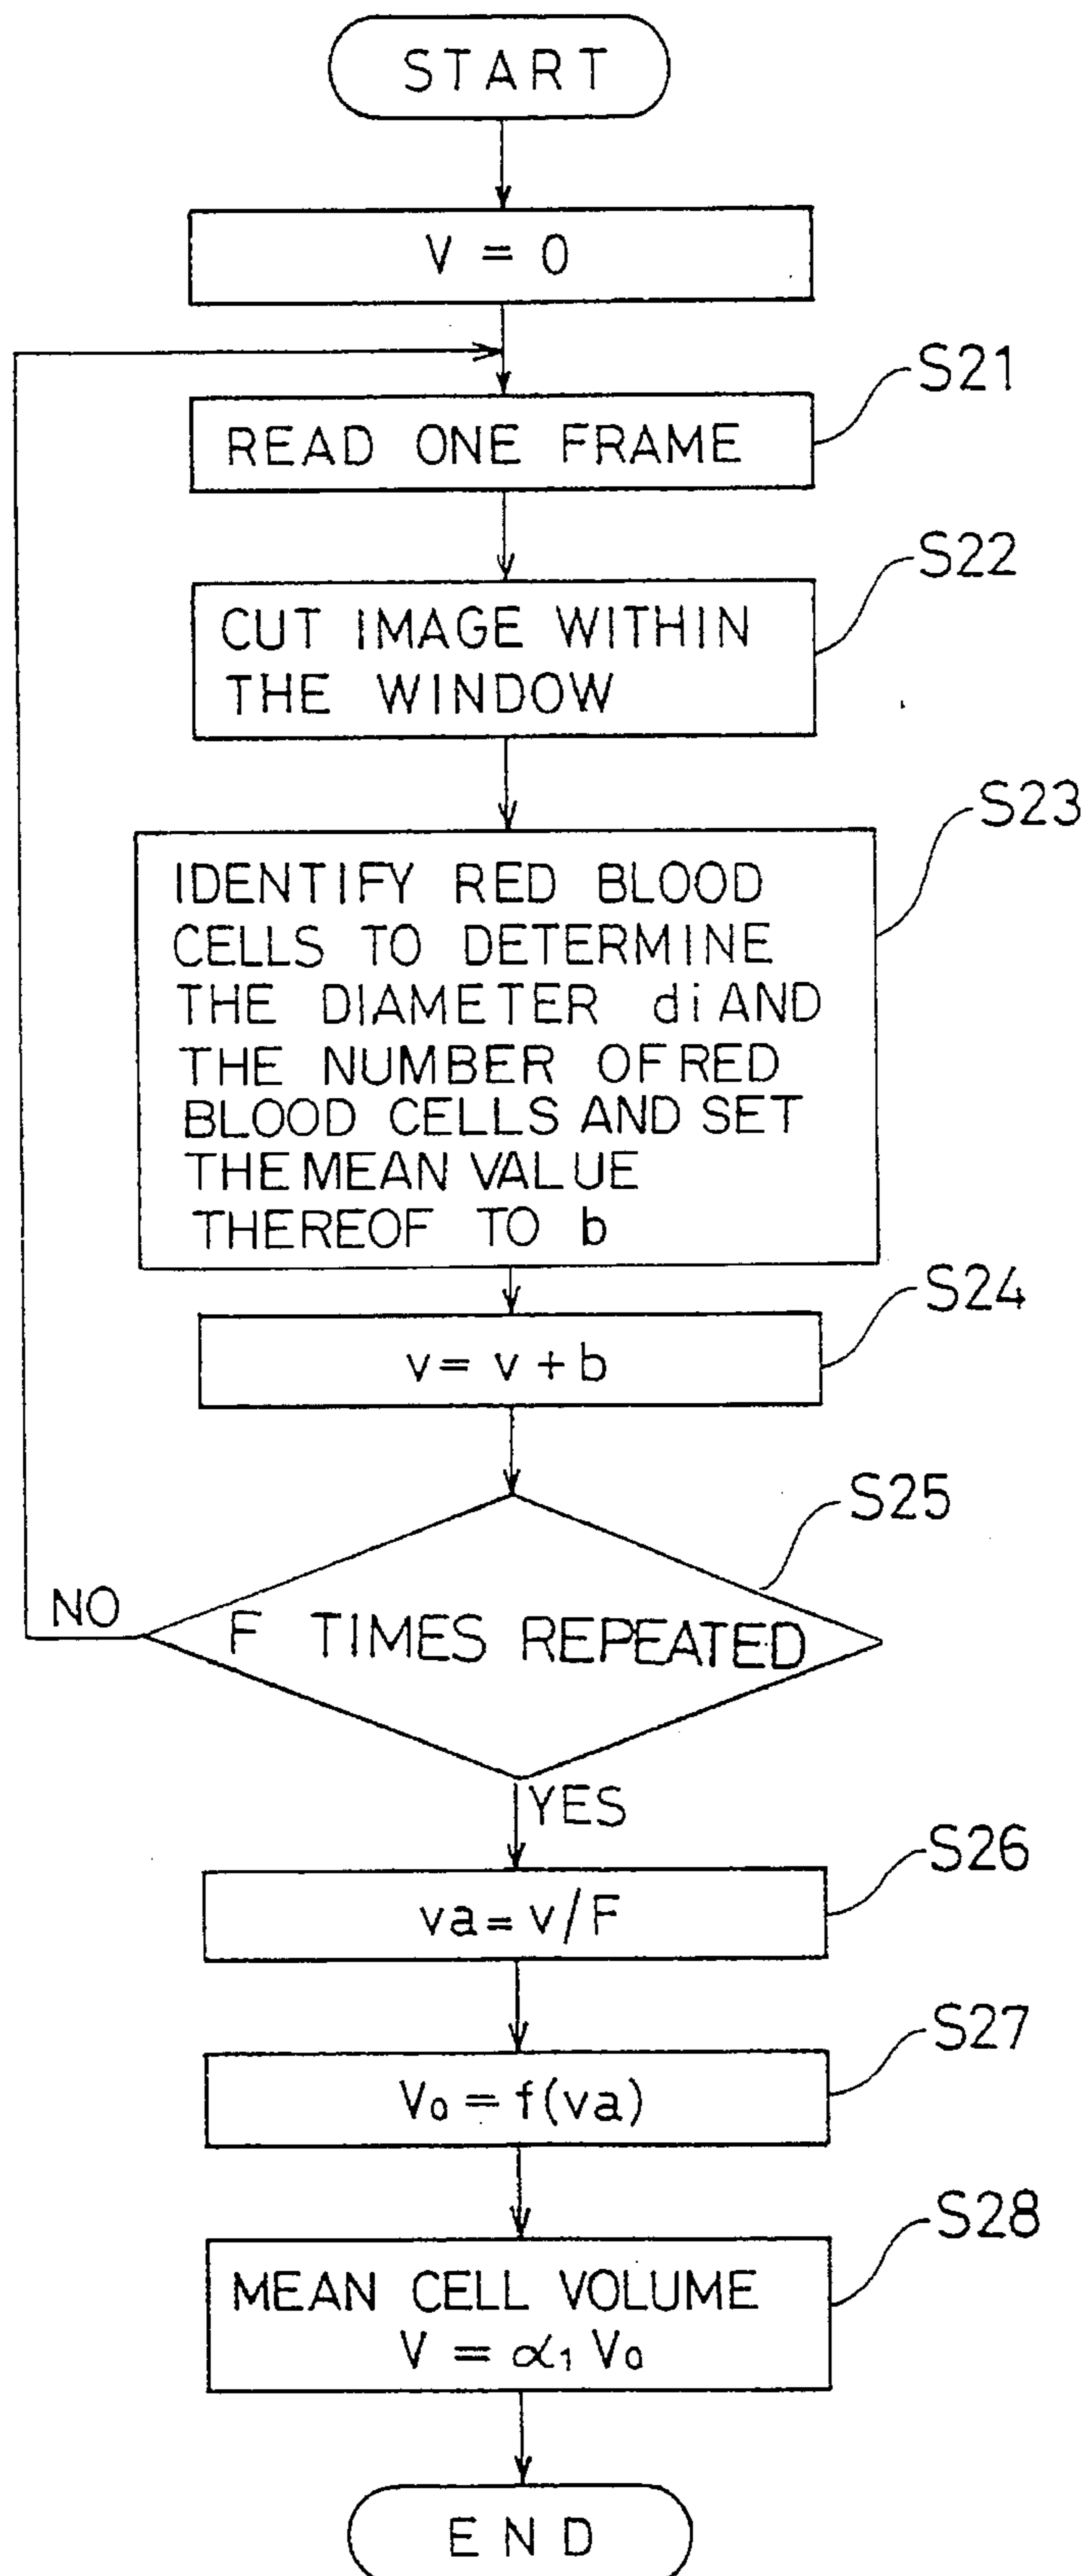 START
V = 0
S21
READ ONE FRAME
S22
CUT IMAGE WITHIN
THE WINDOW
S23
IDENTIFY RED BLOOD
CELLS TO DETERMINE
THE DIAMETER di AND
THE NUMBER OF RED
BLOOD CELLS AND SET
THE MEAN VALUE
THEREOF TO b
S24
v = v + b
S25
NO
F TIMES REPEATED
YES
S26
va = v/F
S27
V₀ = f(va)
S28
MEAN CELL VOLUME
V = α₁ V₀
END